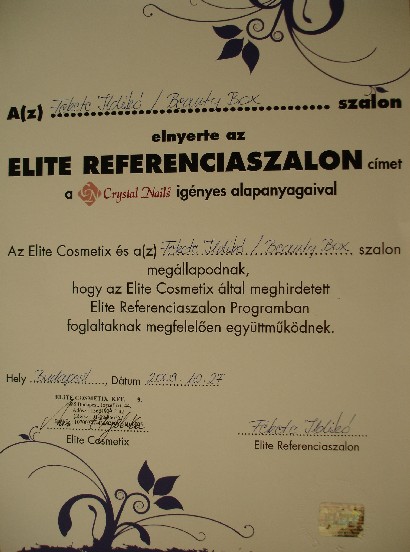 A(z) Fekete Ildikó / Beauty Box szalon
elnyerte az
ELITE REFERENCIASZALON címet
a CN Crystal Nails igényes alapanyagaival
Az Elite Cosmetix és a(z) Fekete Ildikó / Beauty Box szalon
megállapodnak,
hogy az Elite Cosmetix által meghirdetett
Elite Referenciaszalon Programban
foglaltaknak megfelelően együttműködnek.
Hely Budapest, Dátum 2009. 10. 27
ELITE COSMETIX KFT.
Elite Cosmetix
Fekete Ildikó
Elite Referenciaszalon